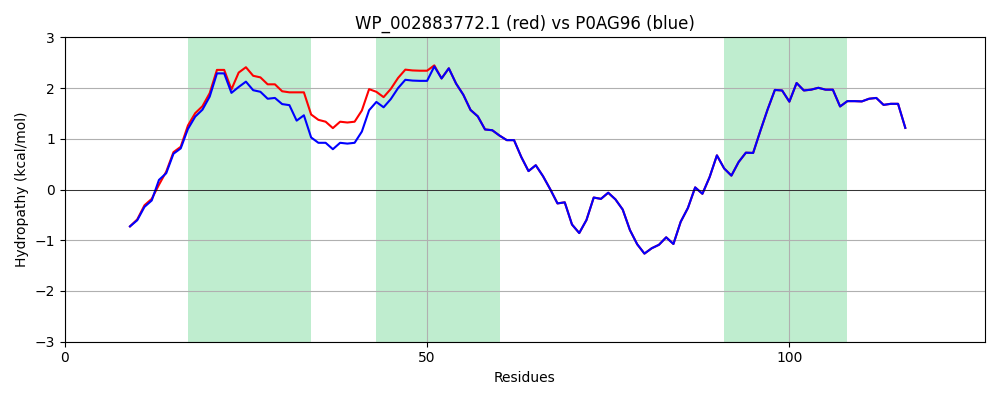 WP_002883772.1 (red) vs P0AG96 (blue)
Hydropathy (kcal/mol)
3
2
1
0
−1
−2
−3
0 50 100
Residues